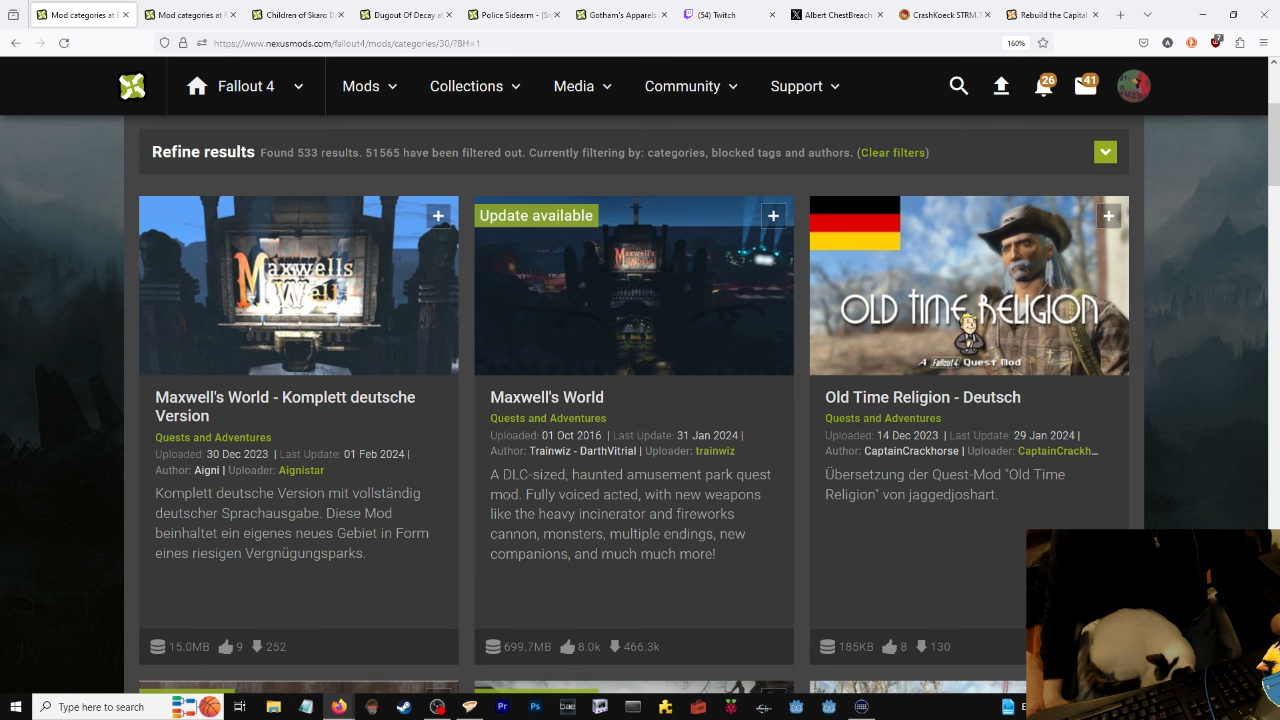 Mod categories at F
Mod categories at F
Children of Skaro D
Dugout Of Decay at
Police Sidearm - (Sm
Gotham's Apparels
(54) Twitch
Albert ChestBreach
CrashKoeck STRM.T
Rebuild the Capital
https://www.nexusmods.com/fallout4/mods/categories/30/?BH=1
160%
7
Fallout 4
Mods
Collections
Media
Community
Support
26
41
Refine results Found 533 results. 51565 have been filtered out. Currently filtering by: categories, blocked tags and authors. (Clear filters)
Maxwells World
Update available
Maxwells
OLD TIME RELIGION
A Fallout 4 Quest Mod
Maxwell's World - Komplett deutsche
Version
Quests and Adventures
Uploaded: 30 Dec 2023 | Last Update: 01 Feb 2024 |
Author: Aigni | Uploader: Aignistar
Komplett deutsche Version mit vollständig
deutscher Sprachausgabe. Diese Mod
beinhaltet ein eigenes neues Gebiet in Form
eines riesigen Vergnügungsparks.
15.0MB 9 252
Maxwell's World
Quests and Adventures
Uploaded: 01 Oct 2016 | Last Update: 31 Jan 2024 |
Author: Trainwiz - DarthVitrial | Uploader: trainwiz
A DLC-sized, haunted amusement park quest
mod. Fully voiced acted, with new weapons
like the heavy incinerator and fireworks
cannon, monsters, multiple endings, new
companions, and much much more!
699.7MB 8.0k 466.3k
Old Time Religion - Deutsch
Quests and Adventures
Uploaded: 14 Dec 2023 | Last Update: 29 Jan 2024 |
Author: CaptainCrackhorse | Uploader: CaptainCrackh...
Übersetzung der Quest-Mod "Old Time
Religion" von jaggedjoshart.
185KB 8 130
Type here to search